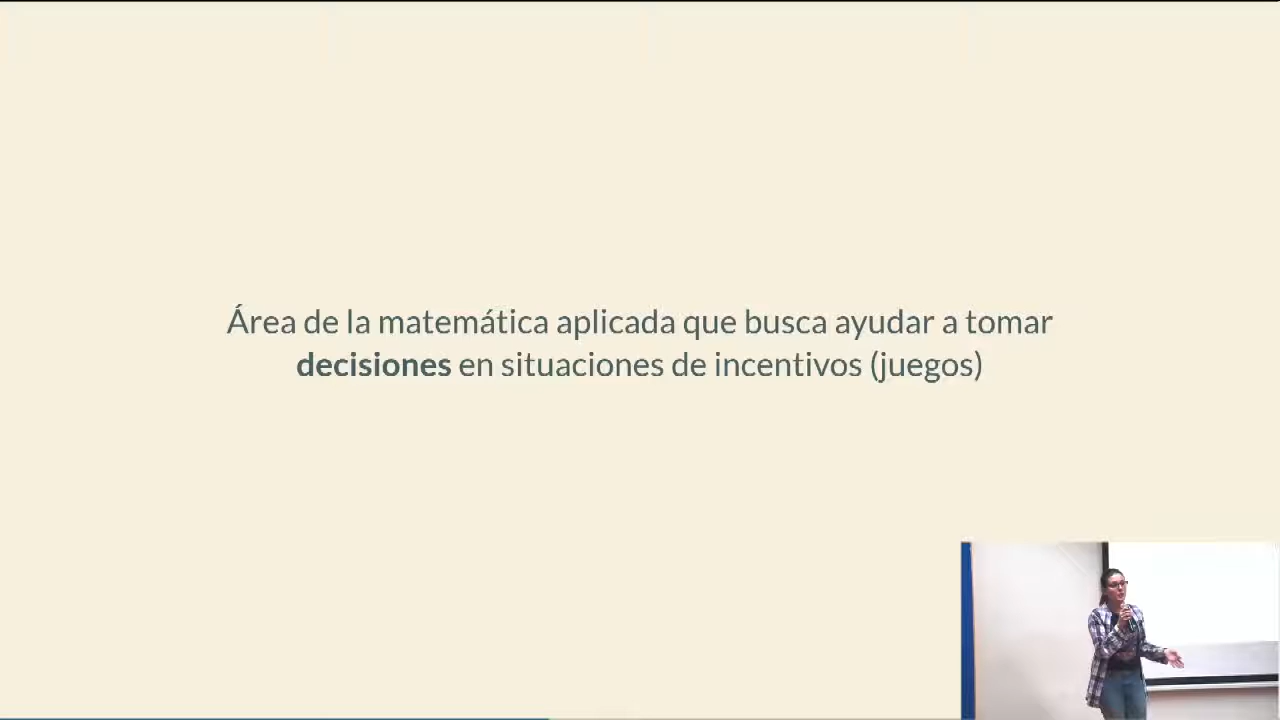 Área de la matemática aplicada que busca ayudar a tomar
decisiones en situaciones de incentivos (juegos)